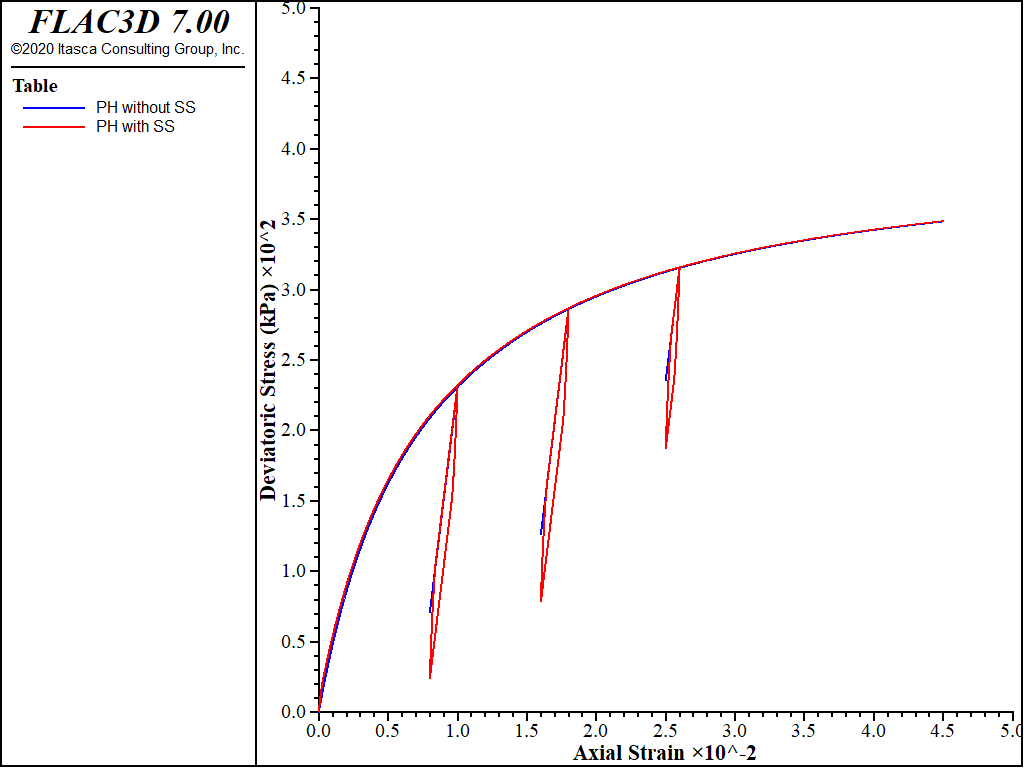 FLAC3D 7.00
©2020 Itasca Consulting Group, Inc.
Table
PH without SS
PH with SS
Deviatoric Stress (kPa) ×10^2
5.0
4.5
4.0
3.5
3.0
2.5
2.0
1.5
1.0
0.5
0.0
0.0 0.5 1.0 1.5 2.0 2.5 3.0 3.5 4.0 4.5 5.0
Axial Strain ×10^-2